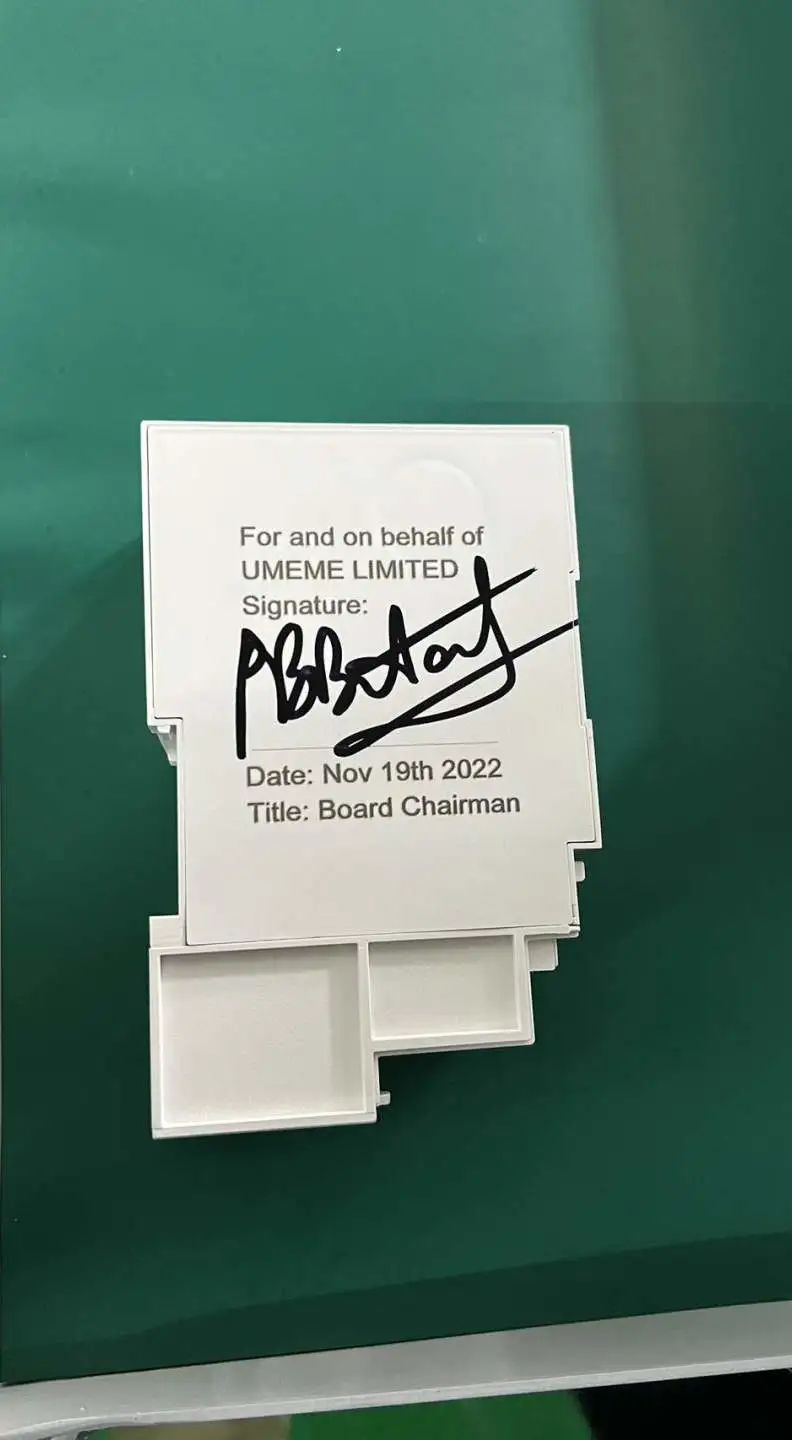 For and on behalf of
UMEME LIMITED
Signature:
Date: Nov 19th 2022
Title: Board Chairman